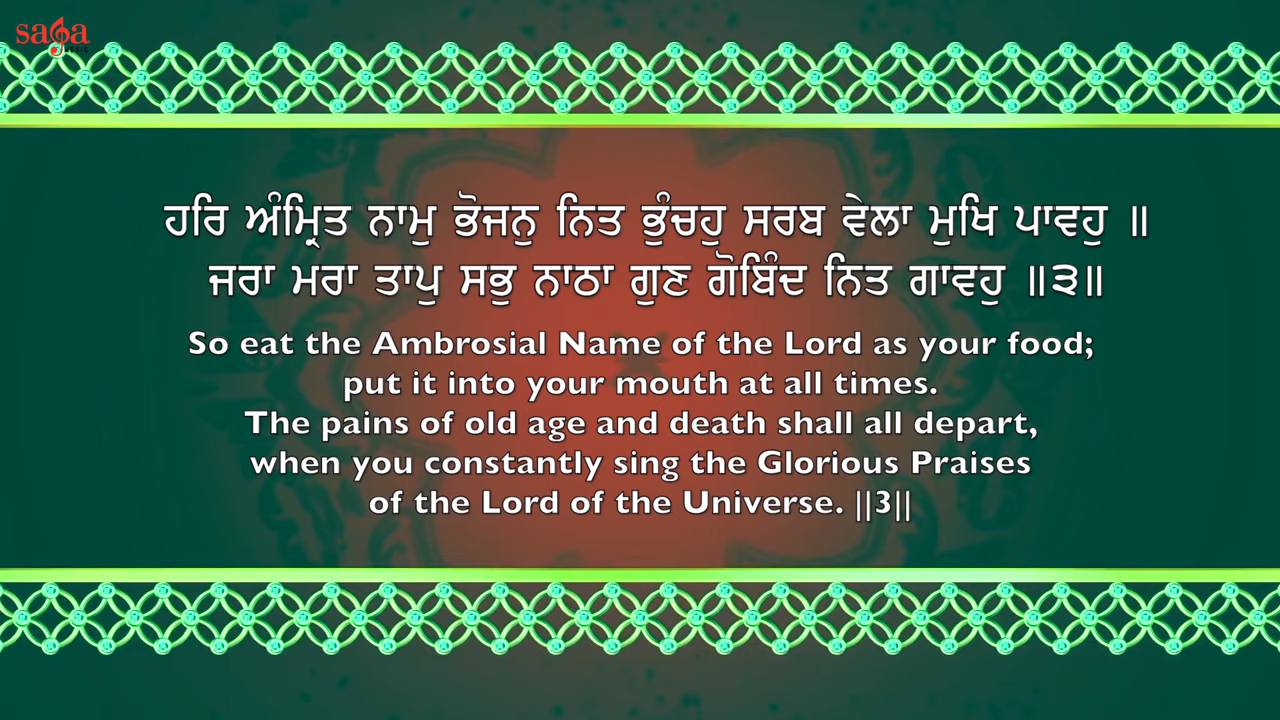 saga
MUSIC
ਹਰਿ ਅੰਮ੍ਰਿਤ ਨਾਮੁ ਭੋਜਨੁ ਨਿਤ ਭੁੰਚਹੁ ਸਰਬ ਵੇਲਾ ਮੁਖਿ ਪਾਵਹੁ ॥
ਜਰਾ ਮਰਾ ਤਾਪੁ ਸਭੁ ਨਾਠਾ ਗੁਣ ਗੋਬਿੰਦ ਨਿਤ ਗਾਵਹੁ ॥੩॥
So eat the Ambrosial Name of the Lord as your food;
put it into your mouth at all times.
The pains of old age and death shall all depart,
when you constantly sing the Glorious Praises
of the Lord of the Universe. ||3||